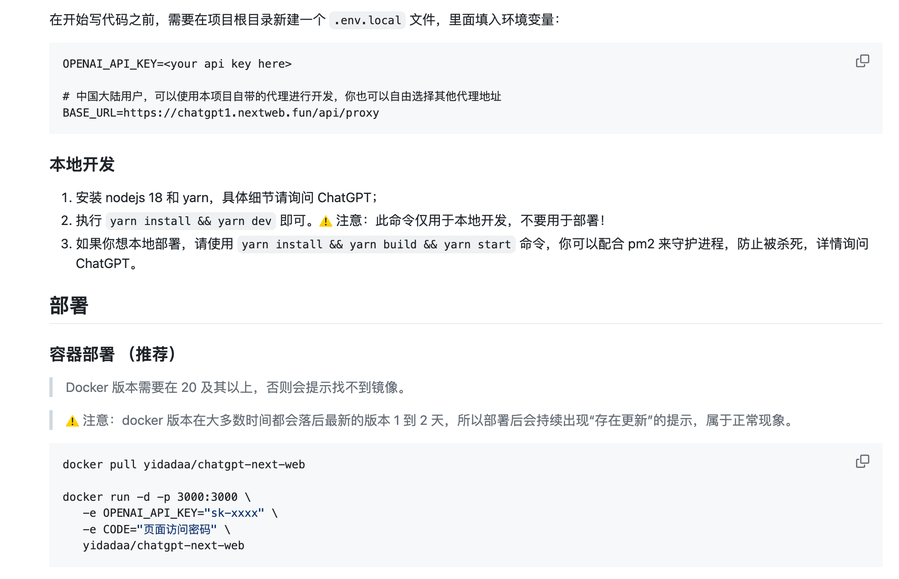 在开始写代码之前，需要在项目根目录新建一个 .env.local 文件，里面填入环境变量：
OPENAI_API_KEY=<your api key here>
# 中国大陆用户，可以使用本项目自带的代理进行开发，你也可以自由选择其他代理地址
BASE_URL=https://chatgpt1.nextweb.fun/api/proxy
本地开发
1. 安装 nodejs 18 和 yarn，具体细节请询问 ChatGPT；
2. 执行 yarn install && yarn dev 即可。⚠️ 注意：此命令仅用于本地开发，不要用于部署！
3. 如果你想本地部署，请使用 yarn install && yarn build && yarn start 命令，你可以配合 pm2 来守护进程，防止被杀死，详情询问
ChatGPT。
部署
容器部署 （推荐）
Docker 版本需要在 20 及其以上，否则会提示找不到镜像。
⚠️ 注意：docker 版本在大多数时间都会落后最新的版本 1 到 2 天，所以部署后会持续出现“存在更新”的提示，属于正常现象。
docker pull yidadaa/chatgpt-next-web
docker run -d -p 3000:3000 \
-e OPENAI_API_KEY="sk-xxxx" \
-e CODE="页面访问密码" \
yidadaa/chatgpt-next-web